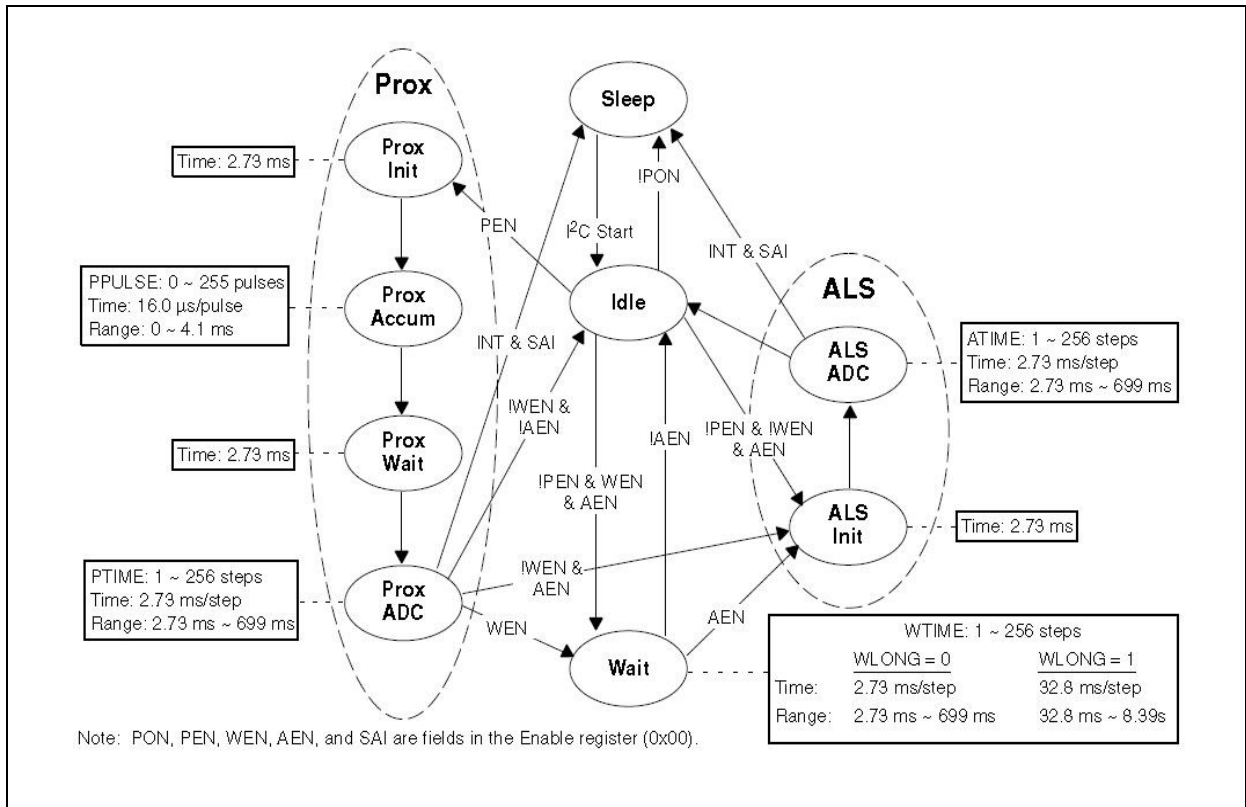 Prox
Sleep
Prox
Init
Time: 2.73 ms
!PON
PEN
I²C Start
INT & SAI
PPULSE: 0 ~ 255 pulses
Time: 16.0 µs/pulse
Range: 0 ~ 4.1 ms
Prox
Accum
Idle
ALS
INT & SAI
ALS
ADC
ATIME: 1 ~ 256 steps
Time: 2.73 ms/step
Range: 2.73 ms ~ 699 ms
!WEN &
!AEN
!PEN & !WEN
& AEN
!AEN
Prox
Wait
Time: 2.73 ms
!PEN & WEN
& AEN
ALS
Init
Time: 2.73 ms
PTIME: 1 ~ 256 steps
Time: 2.73 ms/step
Range: 2.73 ms ~ 699 ms
Prox
ADC
!WEN &
AEN
WEN
AEN
Wait
WTIME: 1 ~ 256 steps
WLONG = 0 WLONG = 1
Time: 2.73 ms/step 32.8 ms/step
Range: 2.73 ms ~ 699 ms 32.8 ms ~ 8.39s
Note: PON, PEN, WEN, AEN, and SAI are fields in the Enable register (0x00).